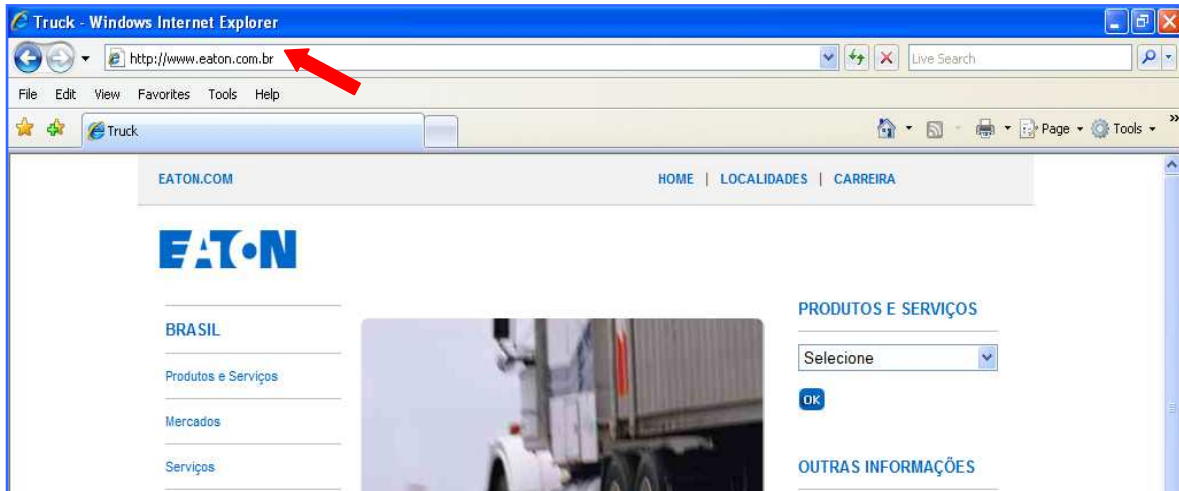 Truck - Windows Internet Explorer
http://www.eaton.com.br
Live Search
File Edit View Favorites Tools Help
Truck
Page Tools »
EATON.COM
HOME | LOCALIDADES | CARREIRA
EATON
PRODUTOS E SERVIÇOS
BRASIL
Selecione
Produtos e Serviços
OK
Mercados
Serviços
OUTRAS INFORMAÇÕES